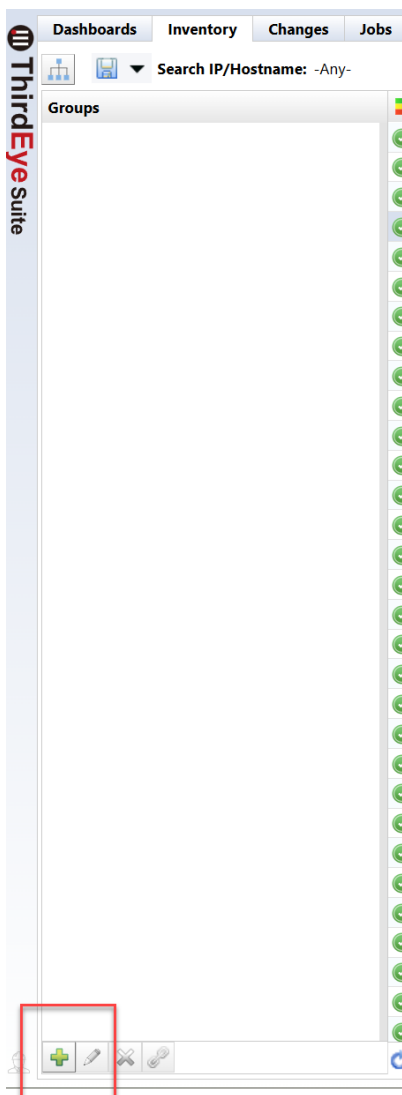 Dashboards Inventory Changes Jobs
Search IP/Hostname: -Any-
Groups
ThirdEye Suite